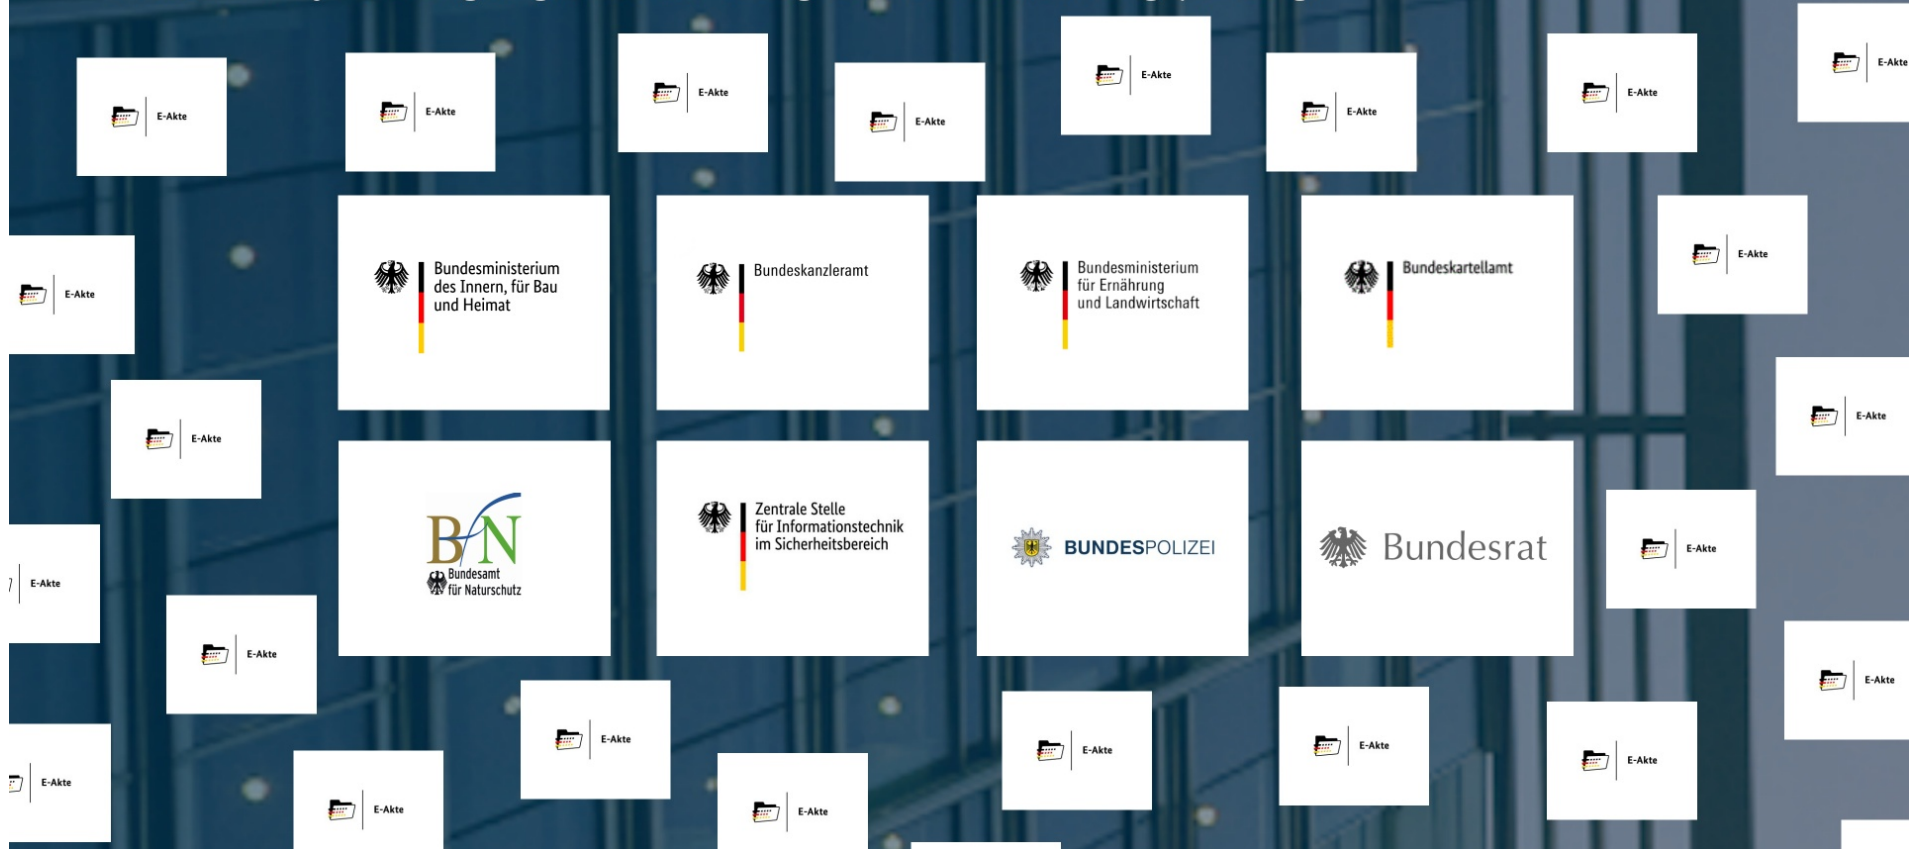 E-Akte
E-Akte
E-Akte
E-Akte
E-Akte
E-Akte
E-Akte
E-Akte
Bundesministerium
des Innern, für Bau
und Heimat
Bundeskanzleramt
Bundesministerium
für Ernährung
und Landwirtschaft
Bundeskartellamt
E-Akte
E-Akte
E-Akte
E-Akte
BfN
Bundesamt
für Naturschutz
Zentrale Stelle
für Informationstechnik
im Sicherheitsbereich
BUNDESPOLIZEI
Bundesrat
E-Akte
E-Akte
E-Akte
E-Akte
E-Akte
E-Akte
E-Akte
E-Akte
E-Akte
E-Akte
E-Akte